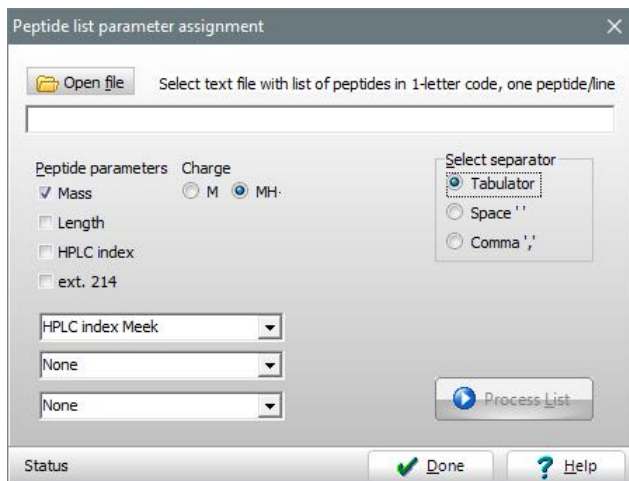 Peptide list parameter assignment
Open file Select text file with list of peptides in 1-letter code, one peptide/line
Peptide parameters Charge Select separator
Mass M MH· Tabulator
Length Space ' '
HPLC index Comma ','
ext. 214
HPLC index Meek
None
None
Process List
Status Done Help